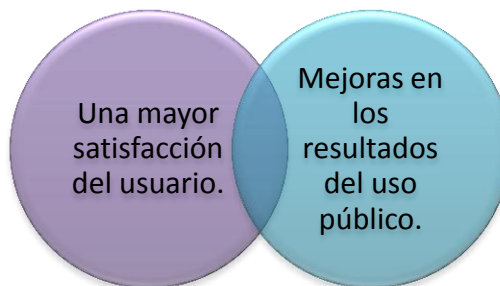 Una mayor
satisfacción
del usuario.
Mejoras en
los
resultados
del uso
público.